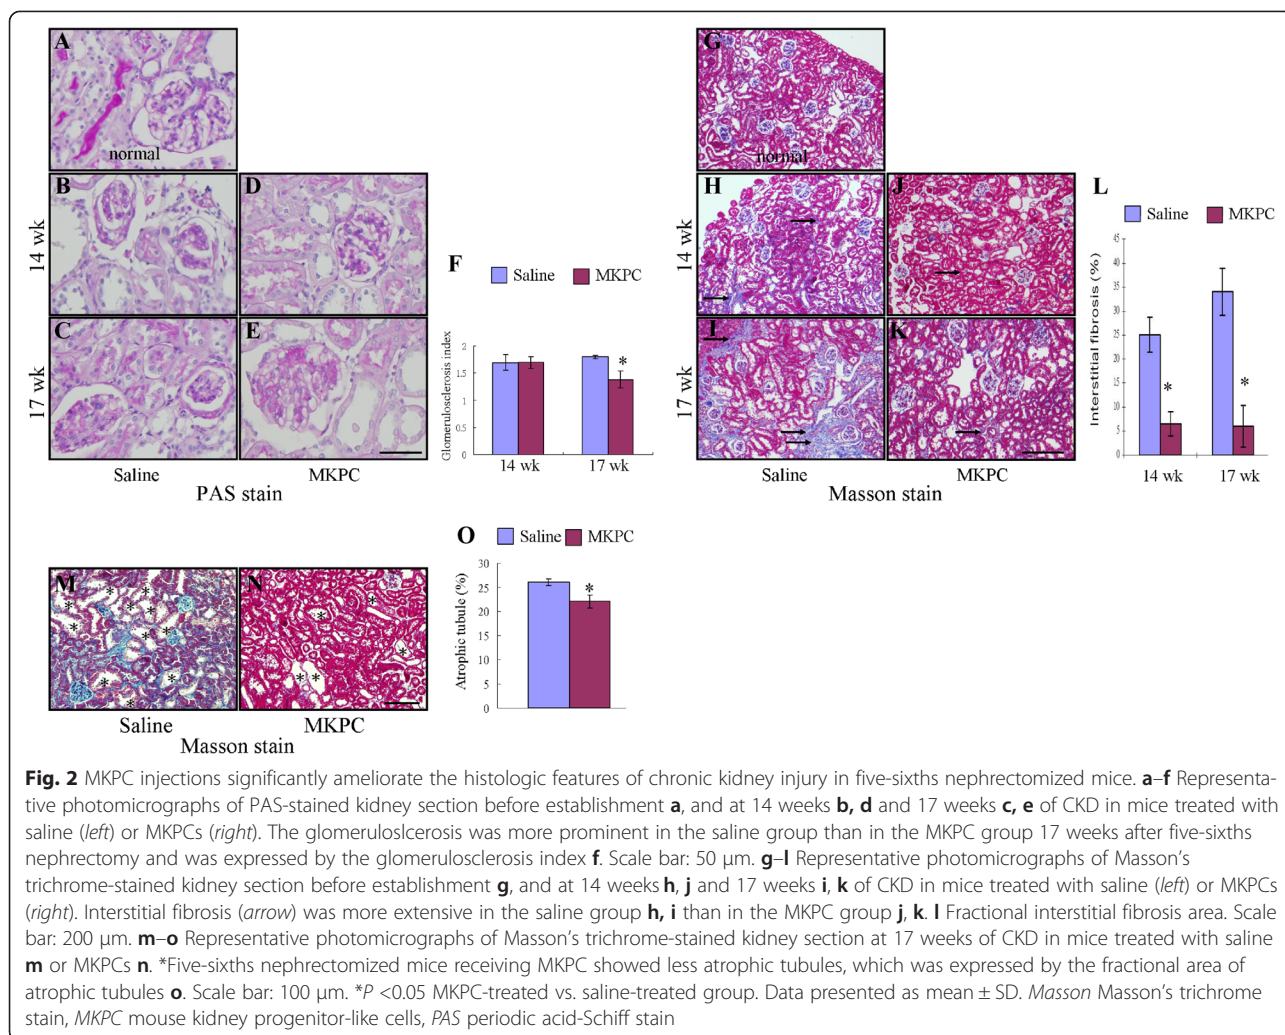 A
normal
B
D
14 wk
C
E
17 wk
Saline
MKPC
PAS stain
F
Saline
MKPC
Glomerulosclerosis index
2
1.5
1
0.5
0
*
14 wk
17 wk
G
normal
H
J
14 wk
I
K
17 wk
Saline
MKPC
Masson stain
L
Saline
MKPC
Interstitial fibrosis (%)
45
40
35
30
25
20
15
10
5
0
*
*
14 wk
17 wk
M
* * * * * * * * * * * *
N
* * * * *
Saline
MKPC
Masson stain
O
Saline
MKPC
Atrophic tubule (%)
30
25
20
15
10
5
0
*
Fig. 2 MKPC injections significantly ameliorate the histologic features of chronic kidney injury in five-sixths nephrectomized mice. a–f Representa-
tive photomicrographs of PAS-stained kidney section before establishment a, and at 14 weeks b, d and 17 weeks c, e of CKD in mice treated with
saline (left) or MKPCs (right). The glomeruloslcerosis was more prominent in the saline group than in the MKPC group 17 weeks after five-sixths
nephrectomy and was expressed by the glomerulosclerosis index f. Scale bar: 50 μm. g–l Representative photomicrographs of Masson's
trichrome-stained kidney section before establishment g, and at 14 weeks h, j and 17 weeks i, k of CKD in mice treated with saline (left) or MKPCs
(right). Interstitial fibrosis (arrow) was more extensive in the saline group h, i than in the MKPC group j, k. l Fractional interstitial fibrosis area. Scale
bar: 200 μm. m–o Representative photomicrographs of Masson's trichrome-stained kidney section at 17 weeks of CKD in mice treated with saline
m or MKPCs n. *Five-sixths nephrectomized mice receiving MKPC showed less atrophic tubules, which was expressed by the fractional area of
atrophic tubules o. Scale bar: 100 μm. *P <0.05 MKPC-treated vs. saline-treated group. Data presented as mean ± SD. Masson Masson's trichrome
stain, MKPC mouse kidney progenitor-like cells, PAS periodic acid-Schiff stain